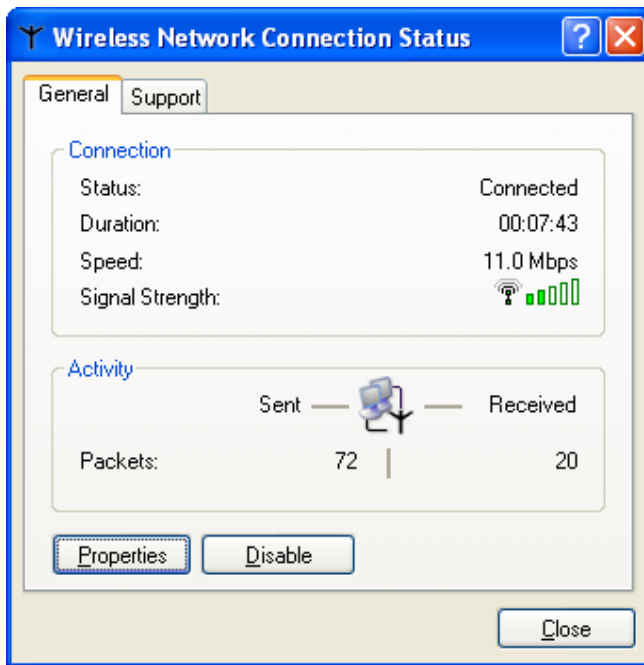 Wireless Network Connection Status
General Support
Connection
Status: Connected
Duration: 00:07:43
Speed: 11.0 Mbps
Signal Strength:
Activity
Sent Received
Packets: 72 20
Properties Disable
Close